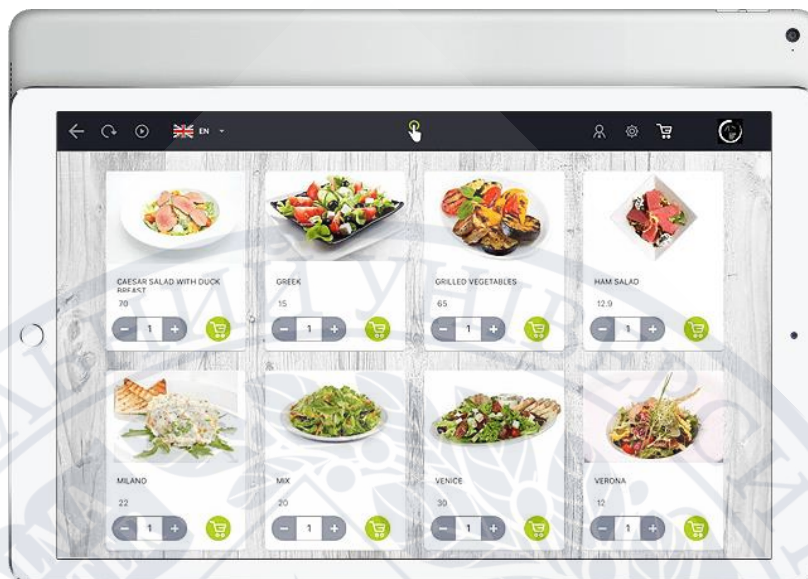 EN
CAESAR SALAD WITH DUCK
BREAST
70
1
GREEK
15
1
GRILLED VEGETABLES
65
1
HAM SALAD
12.9
1
MILANO
22
1
MIX
20
1
VENICE
30
1
VERONA
12
1
УНІВЕРСИ